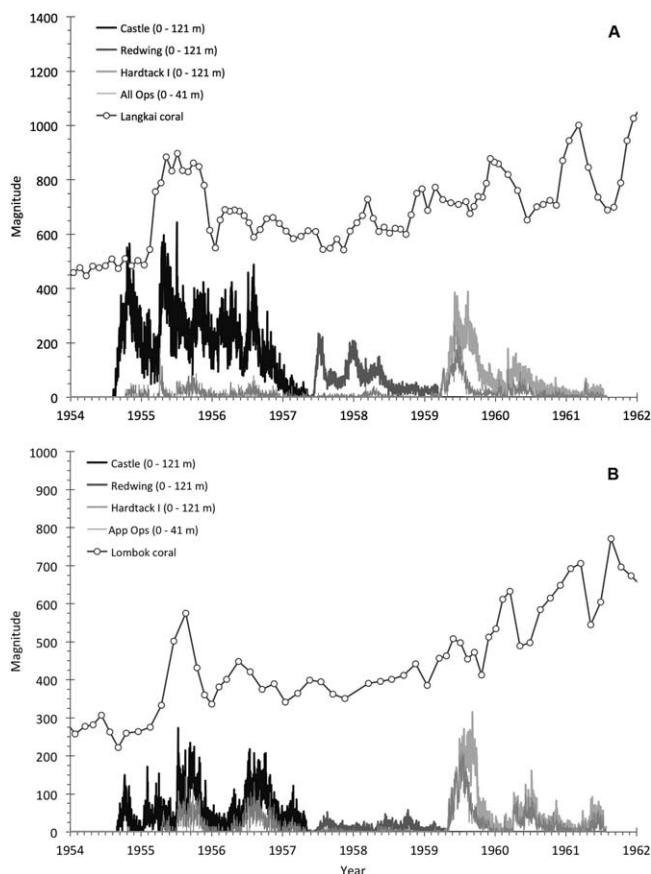 1400
A
Castle (0 - 121 m)
1200
Redwing (0 - 121 m)
Hardtack I (0 - 121 m)
All Ops (0 - 41 m)
1000
Langkai coral
Magnitude
800
600
400
200
0
1954 1955 1956 1957 1958 1959 1960 1961 1962
1000
B
Castle (0 - 121 m)
900
Redwing (0 - 121 m)
800
Hardtack I (0 - 121 m)
App Ops (0 - 41 m)
700
Lombok coral
Magnitude
600
500
400
300
200
100
0
1954 1955 1956 1957 1958 1959 1960 1961 1962
Year